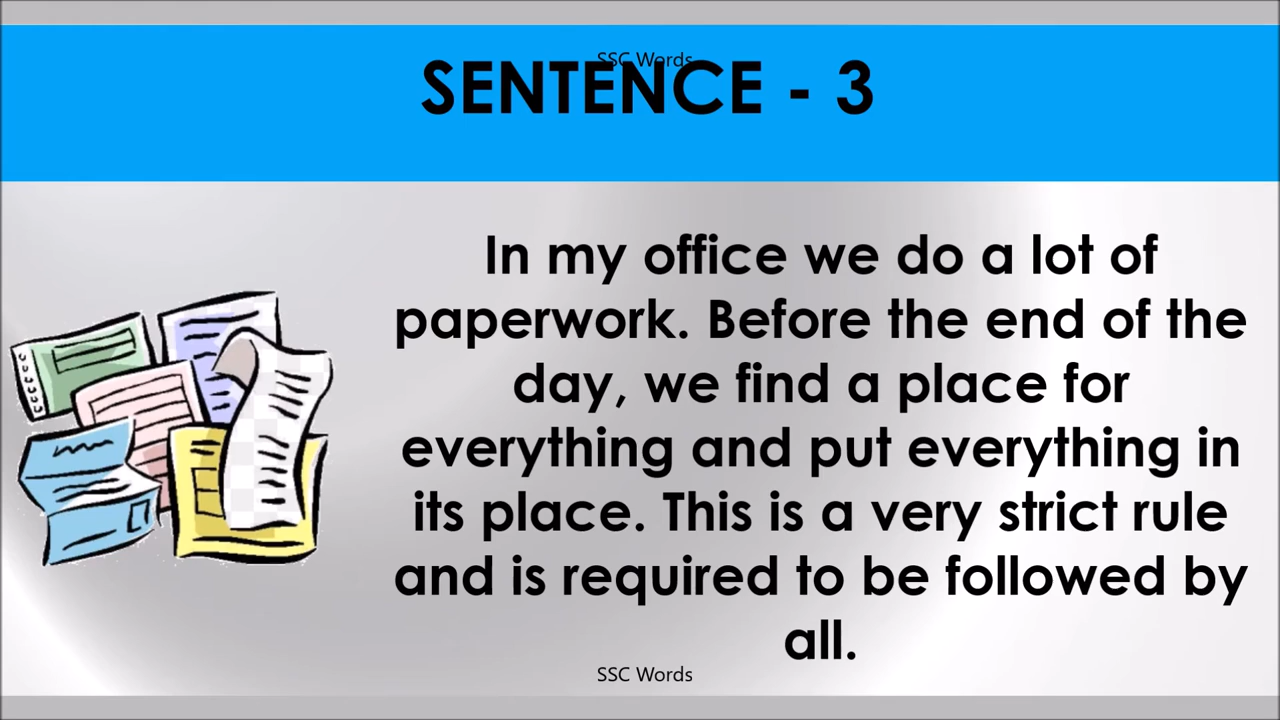 SSC Words
SENTENCE - 3
In my office we do a lot of
paperwork. Before the end of the
day, we find a place for
everything and put everything in
its place. This is a very strict rule
and is required to be followed by
all.
SSC Words